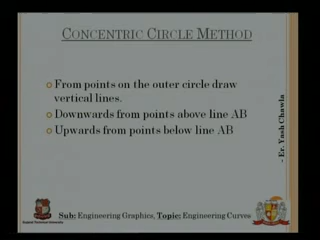 CONCENTRIC CIRCLE METHOD
From points on the outer circle draw
vertical lines.
Downwards from points above line AB
Upwards from points below line AB
- Er. Yash Chawla
Sub: Engineering Graphics, Topic: Engineering Curves